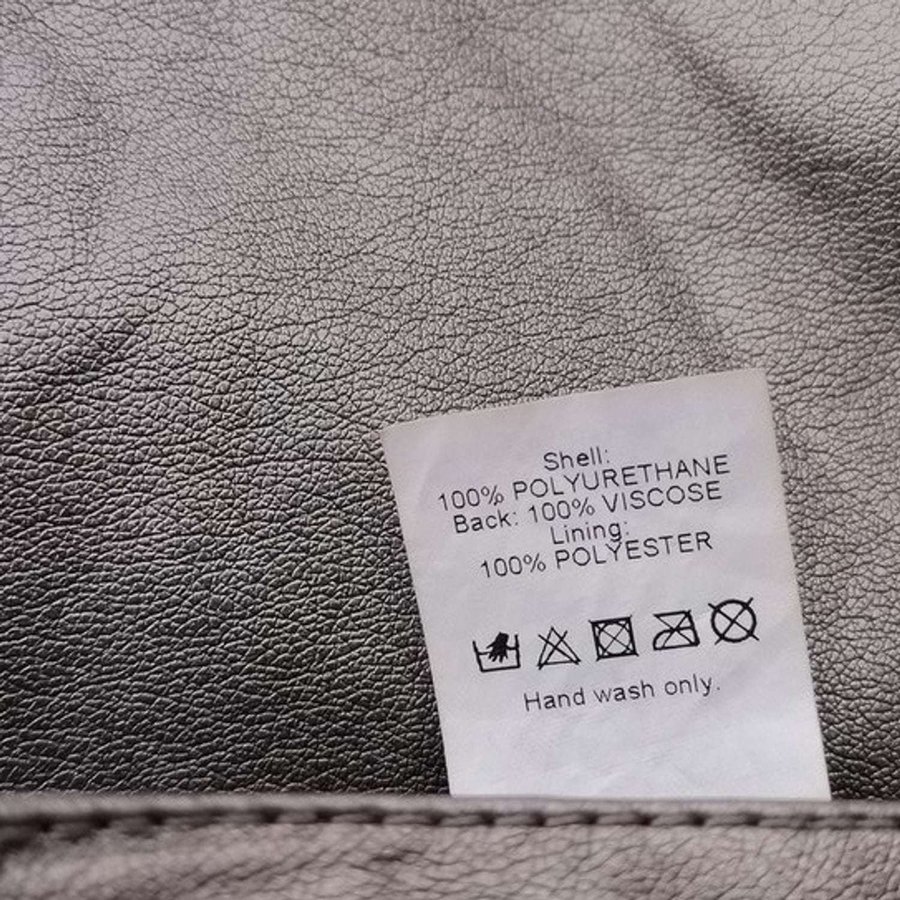 Shell:
100% POLYURETHANE
Back: 100% VISCOSE
Lining:
100% POLYESTER
Hand wash only.